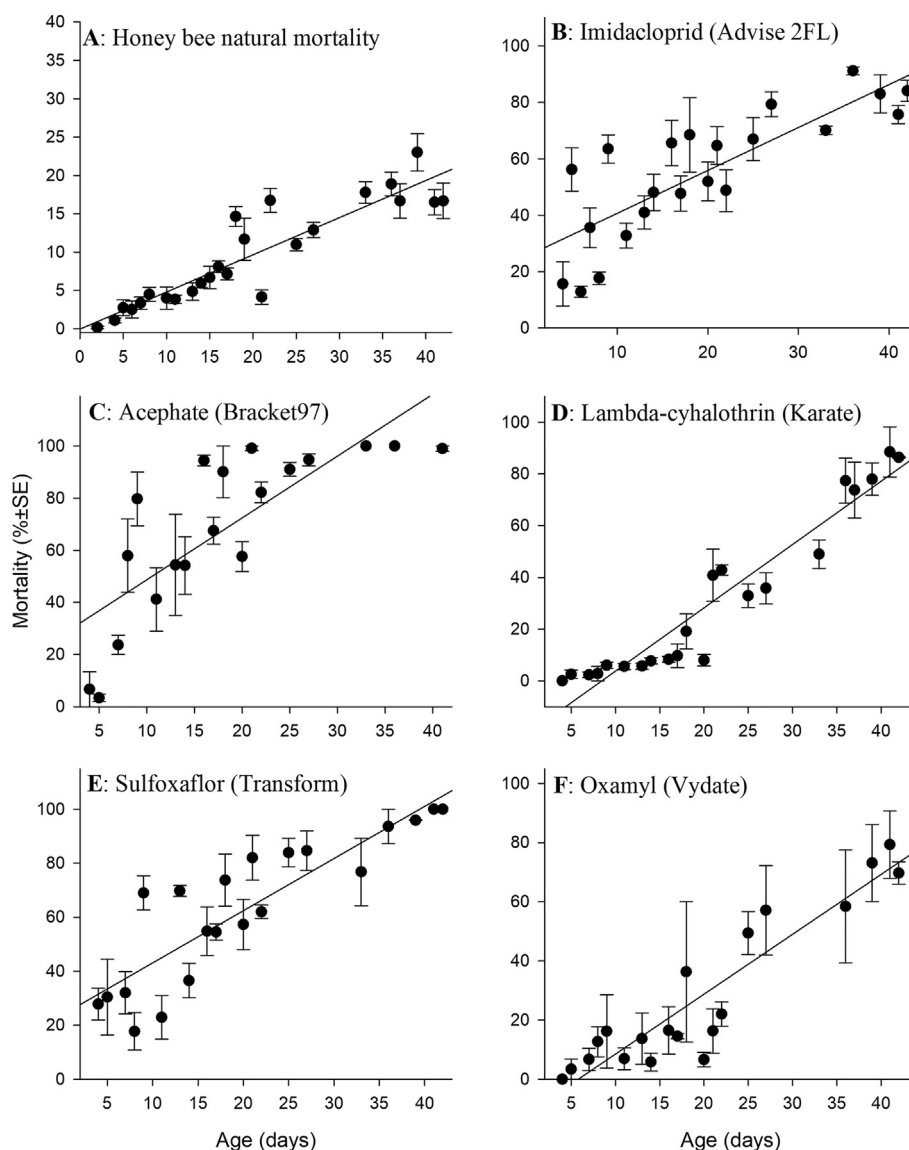 A: Honey bee natural mortality
40
35
30
25
20
15
10
5
0
0 5 10 15 20 25 30 35 40
B: Imidacloprid (Advise 2FL)
100
80
60
40
20
0
10 20 30 40
C: Acephate (Bracket97)
100
80
60
40
20
0
5 10 15 20 25 30 35 40
D: Lambda-cyhalothrin (Karate)
100
80
60
40
20
0
5 10 15 20 25 30 35 40
Mortality (%±SE)
E: Sulfoxaflor (Transform)
100
80
60
40
20
0
5 10 15 20 25 30 35 40
Age (days)
F: Oxamyl (Vydate)
100
80
60
40
20
0
5 10 15 20 25 30 35 40
Age (days)